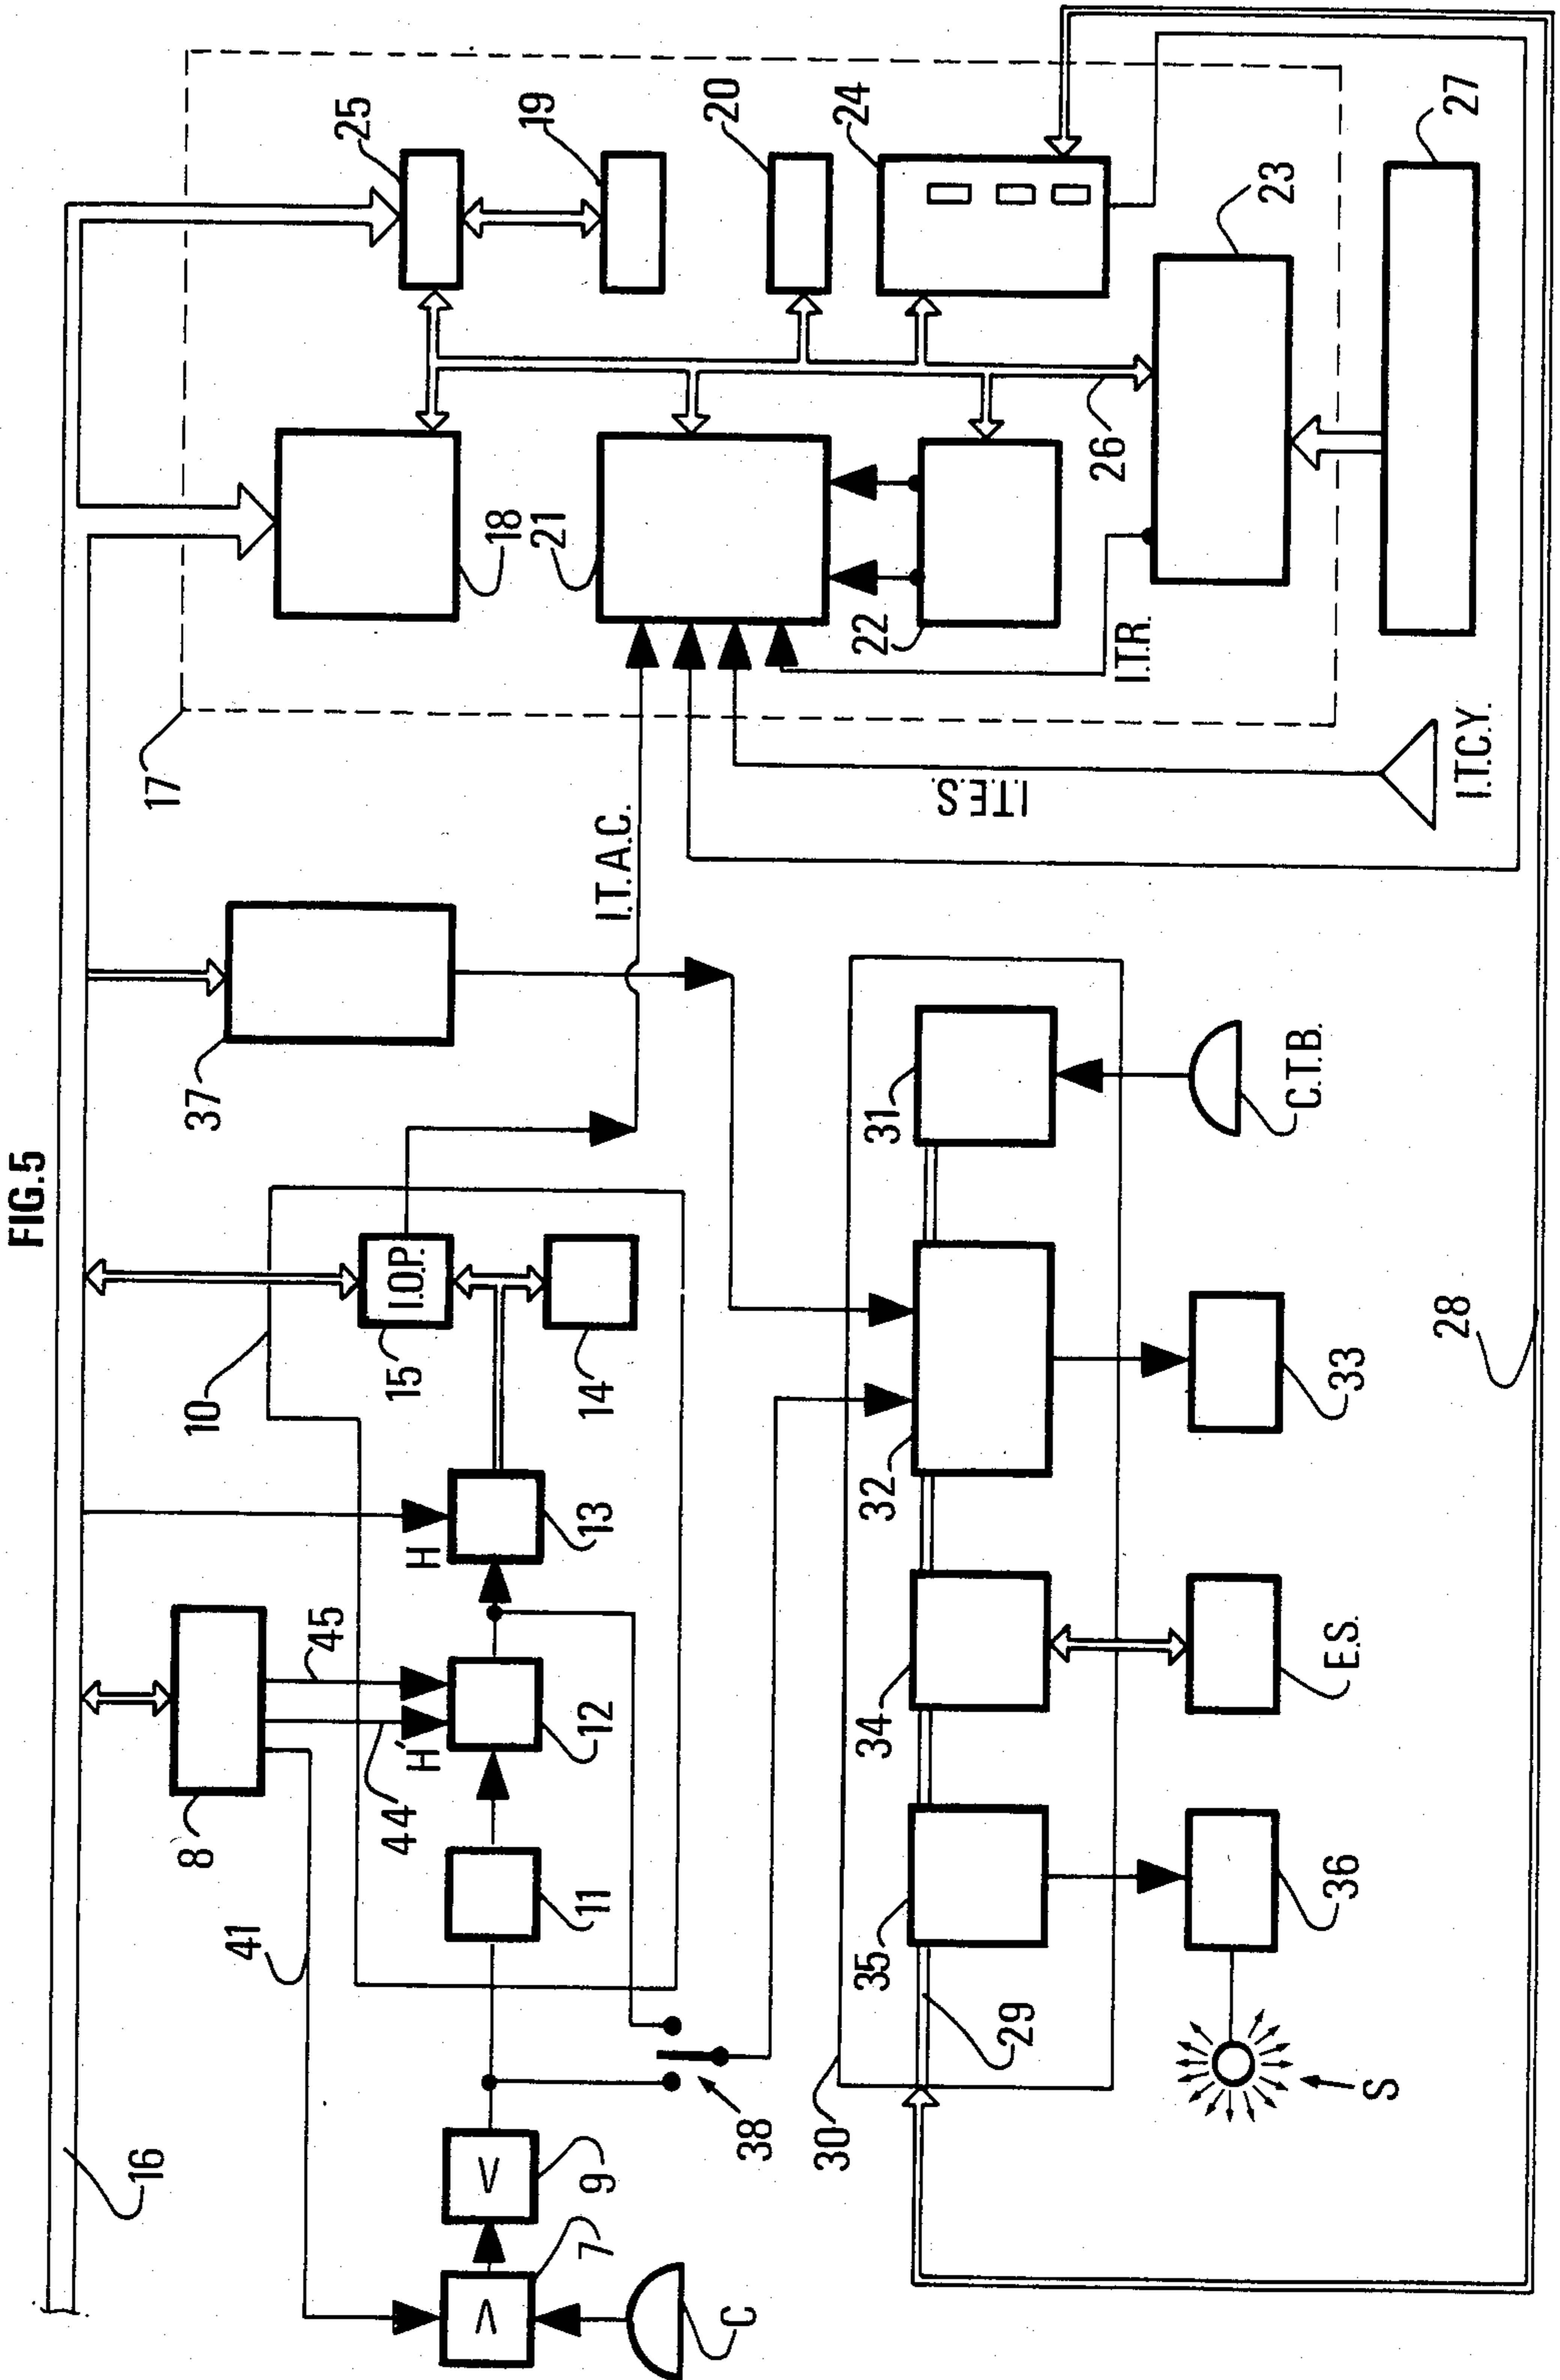 FIG.5
16
41
8
44
45
H'
H
10
15
I.O.P.
37
17
25
18
19
7
9
11
12
13
14
I.T.A.C.
21
20
C
38
22
24
I.T.E.S.
26
30
35
34
32
31
I.T.R.
23
29
S
36
E.S.
33
C.T.B.
I.T.C.Y.
27
28